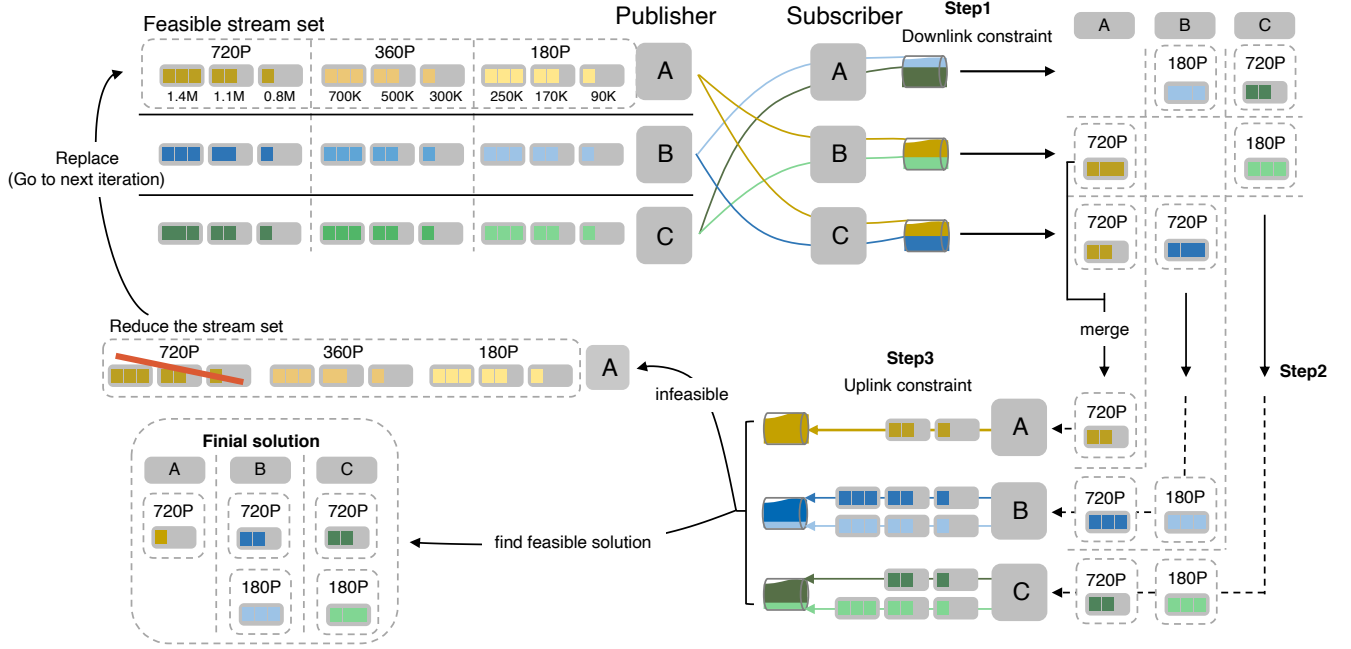 Publisher
Subscriber
Step1
Downlink constraint
Feasible stream set
720P
360P
180P
1.4M
1.1M
0.8M
700K
500K
300K
250K
170K
90K
A
B
C
A
B
C
A
B
C
180P
720P
720P
180P
720P
720P
Replace
(Go to next iteration)
merge
Step2
Reduce the stream set
720P
360P
180P
A
infeasible
Step3
Uplink constraint
A
720P
B
720P
180P
C
720P
180P
find feasible solution
Finial solution
A
B
C
720P
720P
720P
180P
180P